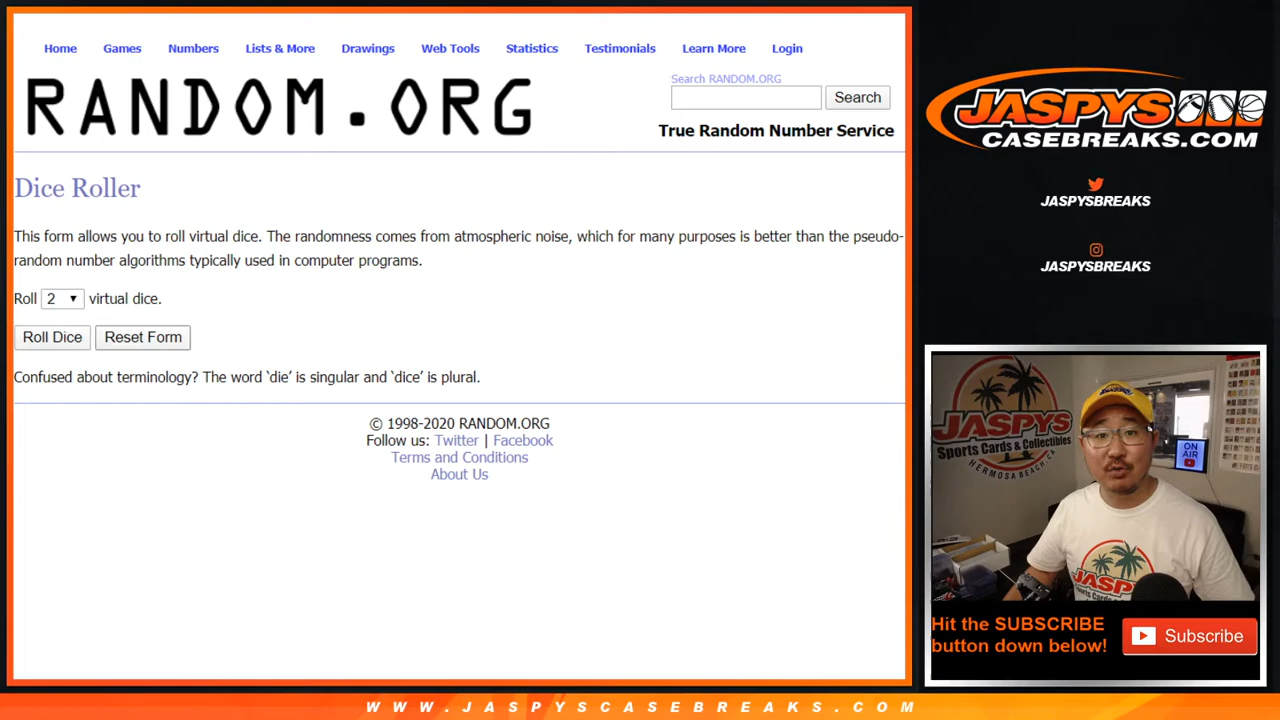 Home Games Numbers Lists & More Drawings Web Tools Statistics Testimonials Learn More Login
RANDOM.ORG
Search RANDOM.ORG
Search
True Random Number Service
Dice Roller
This form allows you to roll virtual dice. The randomness comes from atmospheric noise, which for many purposes is better than the pseudo-
random number algorithms typically used in computer programs.
Roll 2 virtual dice.
Roll Dice Reset Form
Confused about terminology? The word ‘die’ is singular and ‘dice’ is plural.
© 1998-2020 RANDOM.ORG
Follow us: Twitter | Facebook
Terms and Conditions
About Us
JASPYS
CASEBREAKS.COM
JASPYSBREAKS
JASPYSBREAKS
JASPYS
Sports Cards & Collectibles
HERMOSA BEACH, CA
ON
AIR
JASPYS
Hit the SUBSCRIBE
button down below!
Subscribe
WWW.JASPYSCASEBREAKS.COM